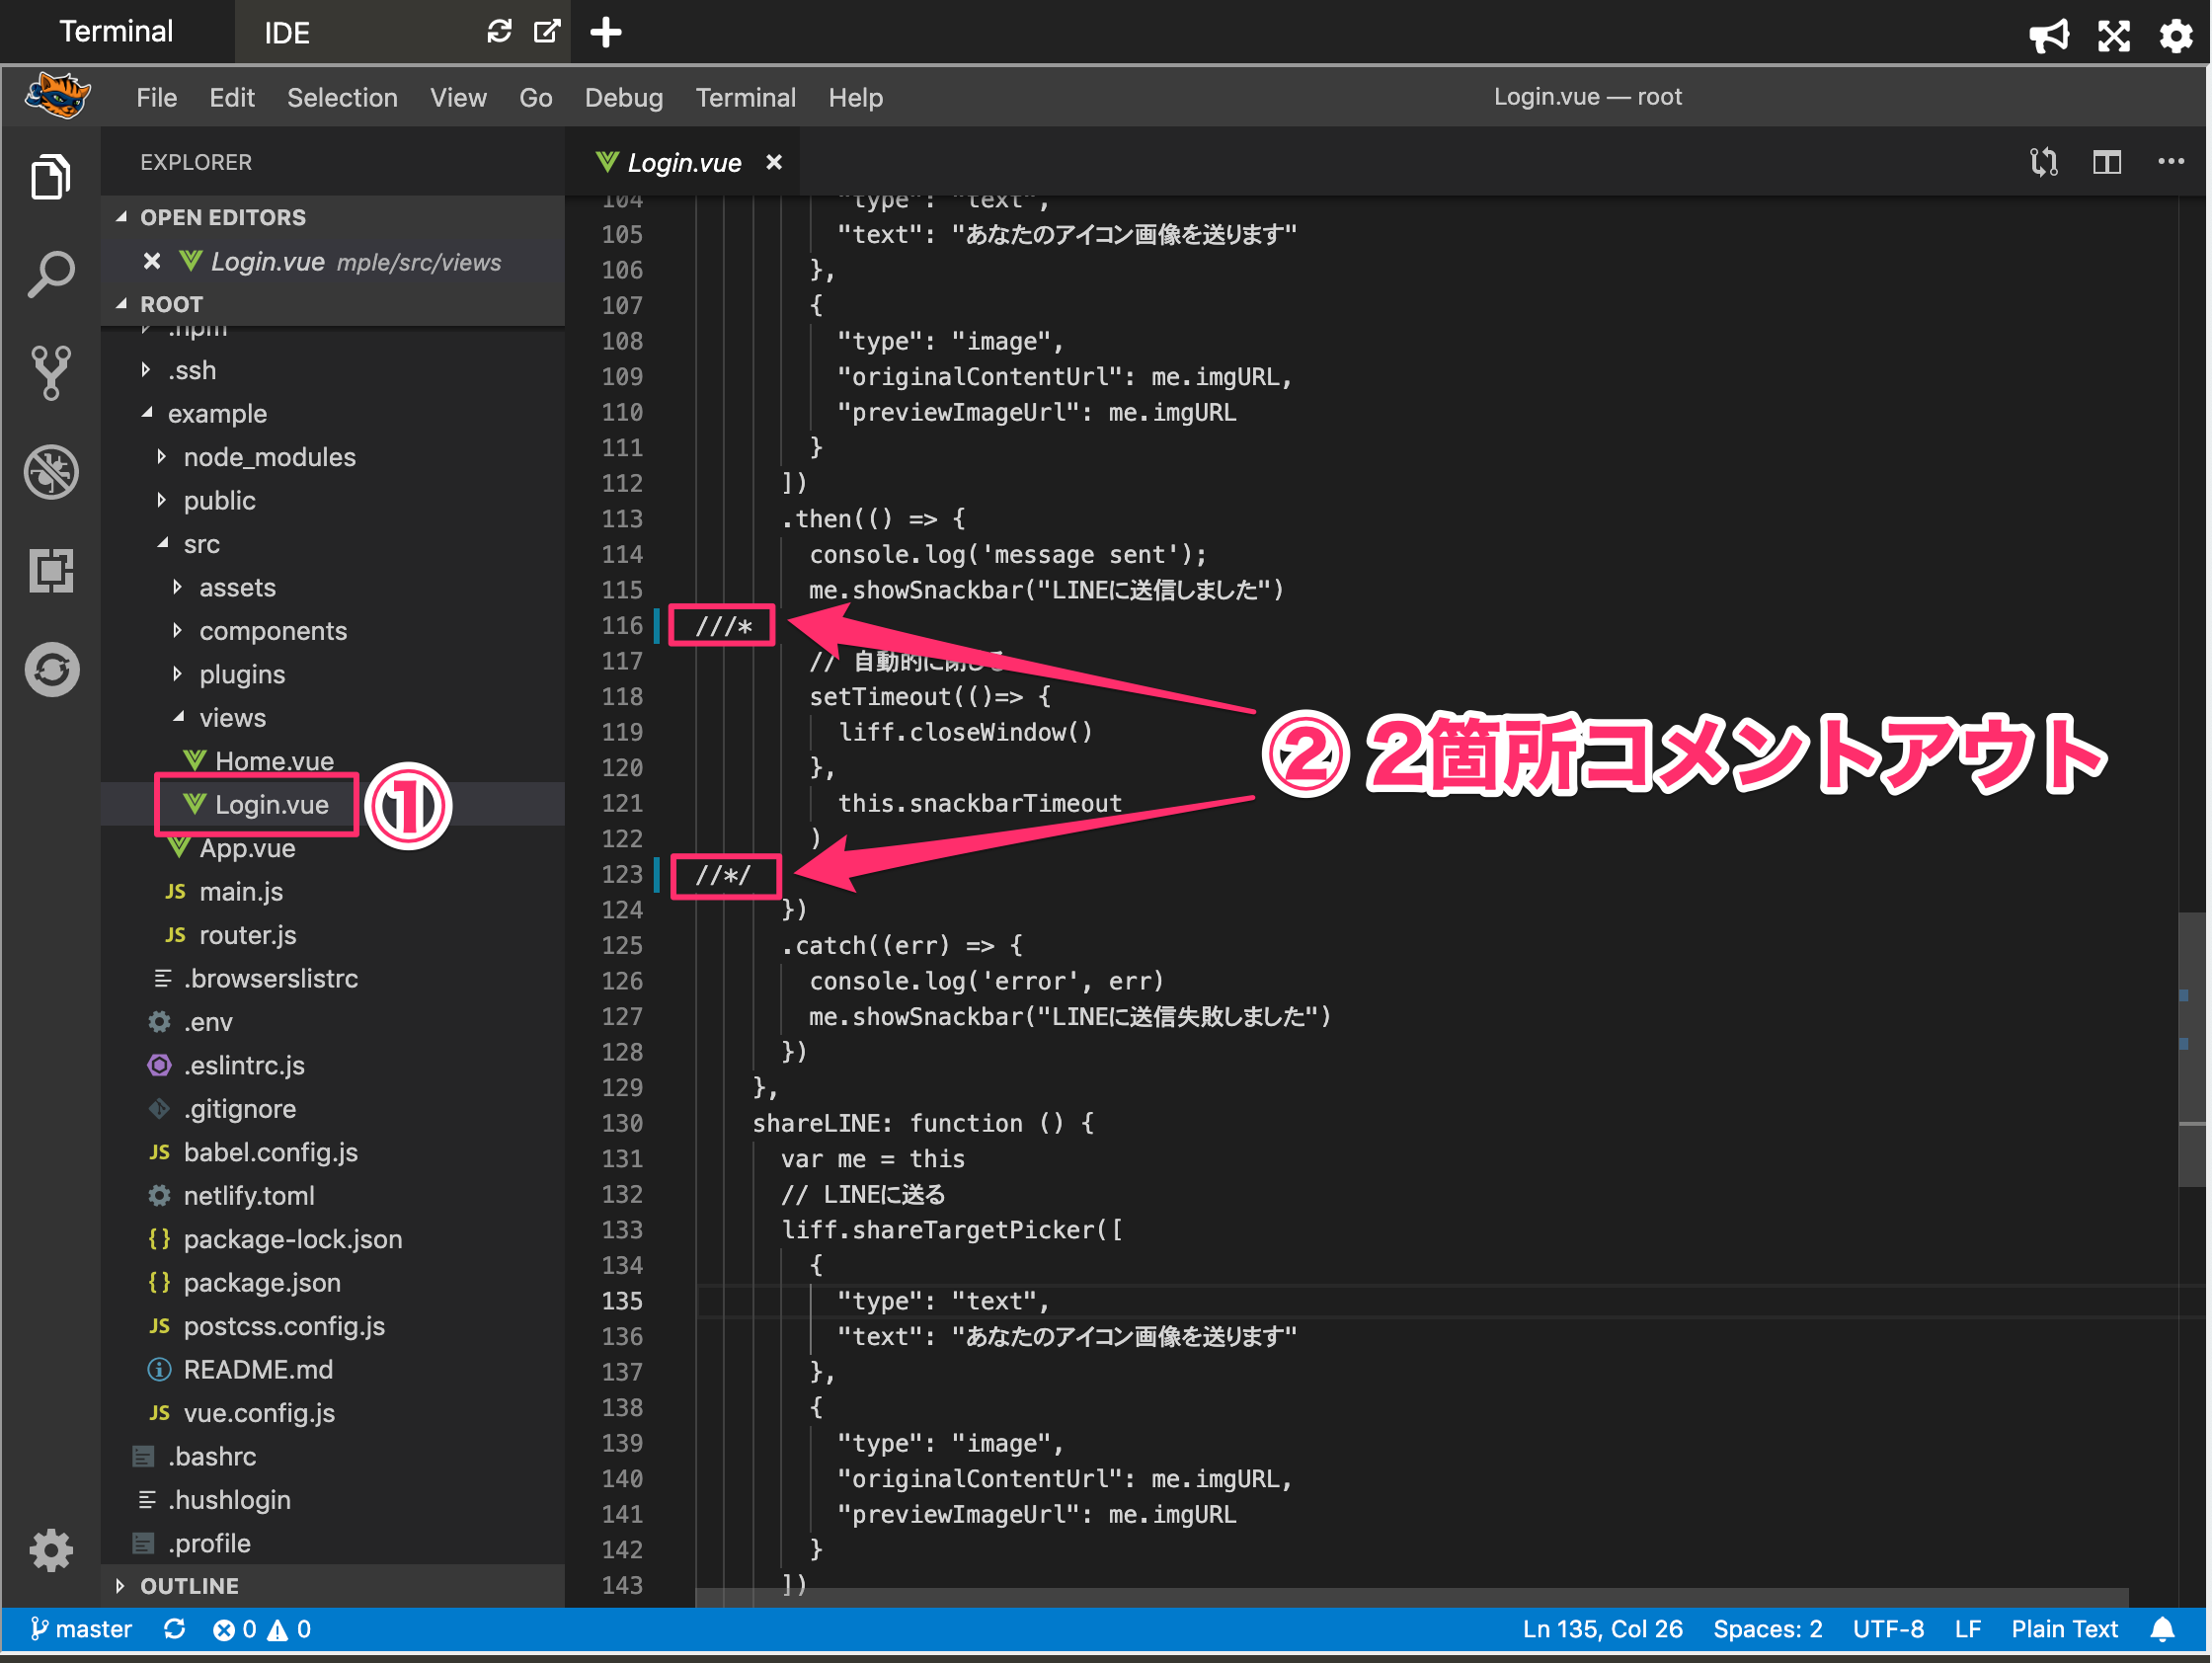 Terminal
IDE
File Edit Selection View Go Debug Terminal Help
Login.vue — root
EXPLORER
OPEN EDITORS
Login.vue mple/src/views
ROOT
.npm
.ssh
example
node_modules
public
src
assets
components
plugins
views
Home.vue
Login.vue
①
App.vue
main.js
router.js
.browserslistrc
.env
.eslintrc.js
.gitignore
babel.config.js
netlify.toml
package-lock.json
package.json
postcss.config.js
README.md
vue.config.js
.bashrc
.hushlogin
.profile
OUTLINE
Login.vue
104 "type": "text",
105 "text": "あなたのアイコン画像を送ります"
106 },
107 {
108 "type": "image",
109 "originalContentUrl": me.imgURL,
110 "previewImageUrl": me.imgURL
111 }
112 ])
113 .then(() => {
114 console.log('message sent');
115 me.showSnackbar("LINEに送信しました")
116 ///*
117 // 自動的に閉じる
118 setTimeout(()=> {
119 liff.closeWindow()
120 },
121 this.snackbarTimeout
122 )
123 //*/
124 })
125 .catch((err) => {
126 console.log('error', err)
127 me.showSnackbar("LINEに送信失敗しました")
128 })
129 },
130 shareLINE: function () {
131 var me = this
132 // LINEに送る
133 liff.shareTargetPicker([
134 {
135 "type": "text",
136 "text": "あなたのアイコン画像を送ります"
137 },
138 {
139 "type": "image",
140 "originalContentUrl": me.imgURL,
141 "previewImageUrl": me.imgURL
142 }
143 ])
② 2箇所コメントアウト
master 0 0
Ln 135, Col 26 Spaces: 2 UTF-8 LF Plain Text